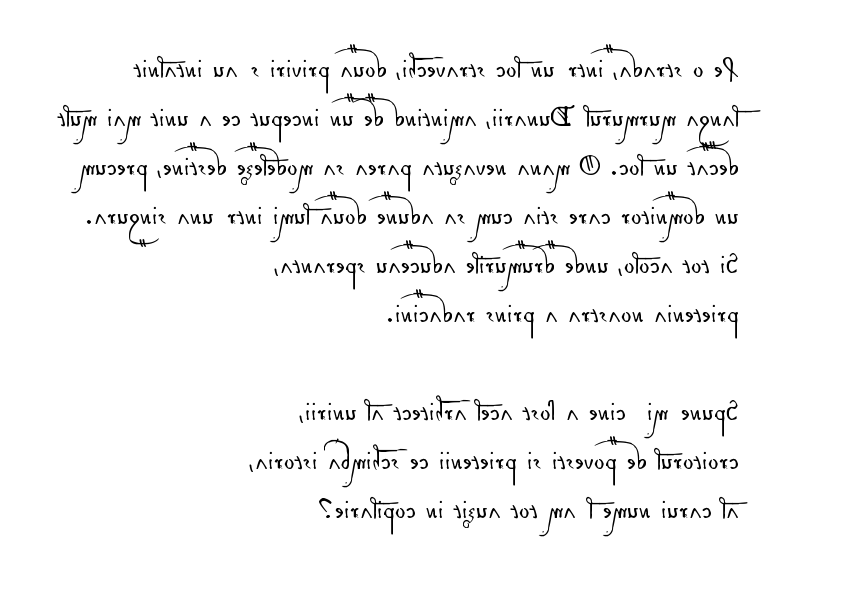 Pe o strada, intr un loc stravechi, doua priviri s au intalnit
langa murmurul Dunarii, amintind de un inceput ce a unit mai mult
decat un loc. O mana nevazuta parea sa modeleze destine, precum
un domnitor care stia cum sa adune doua lumi intr una singura.
Si tot acolo, unde drumurile aduceau speranta,
prietenia noastra a prins radacini.
Spune mi cine a fost acel arhitect al unirii,
croitorul de povesti si prietenii ce schimba istoria,
al carui nume l am tot auzit in copilarie?